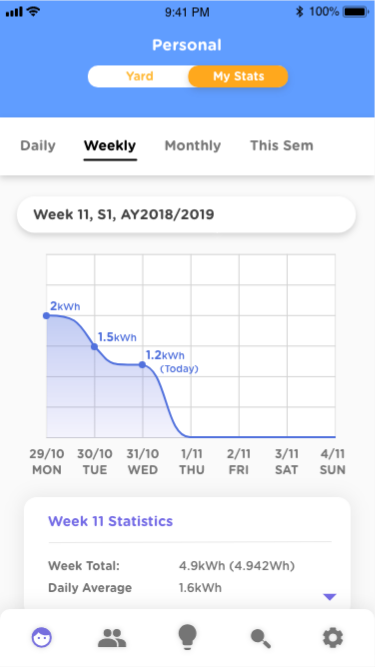 9:41 PM 100%
Personal
Yard My Stats
Daily Weekly Monthly This Sem
Week 11, S1, AY2018/2019
2kWh
1.5kWh
1.2kWh
(Today)
29/10 30/10 31/10 1/11 2/11 3/11 4/11
MON TUE WED THU FRI SAT SUN
Week 11 Statistics
Week Total: 4.9kWh (4.942Wh)
Daily Average 1.6kWh